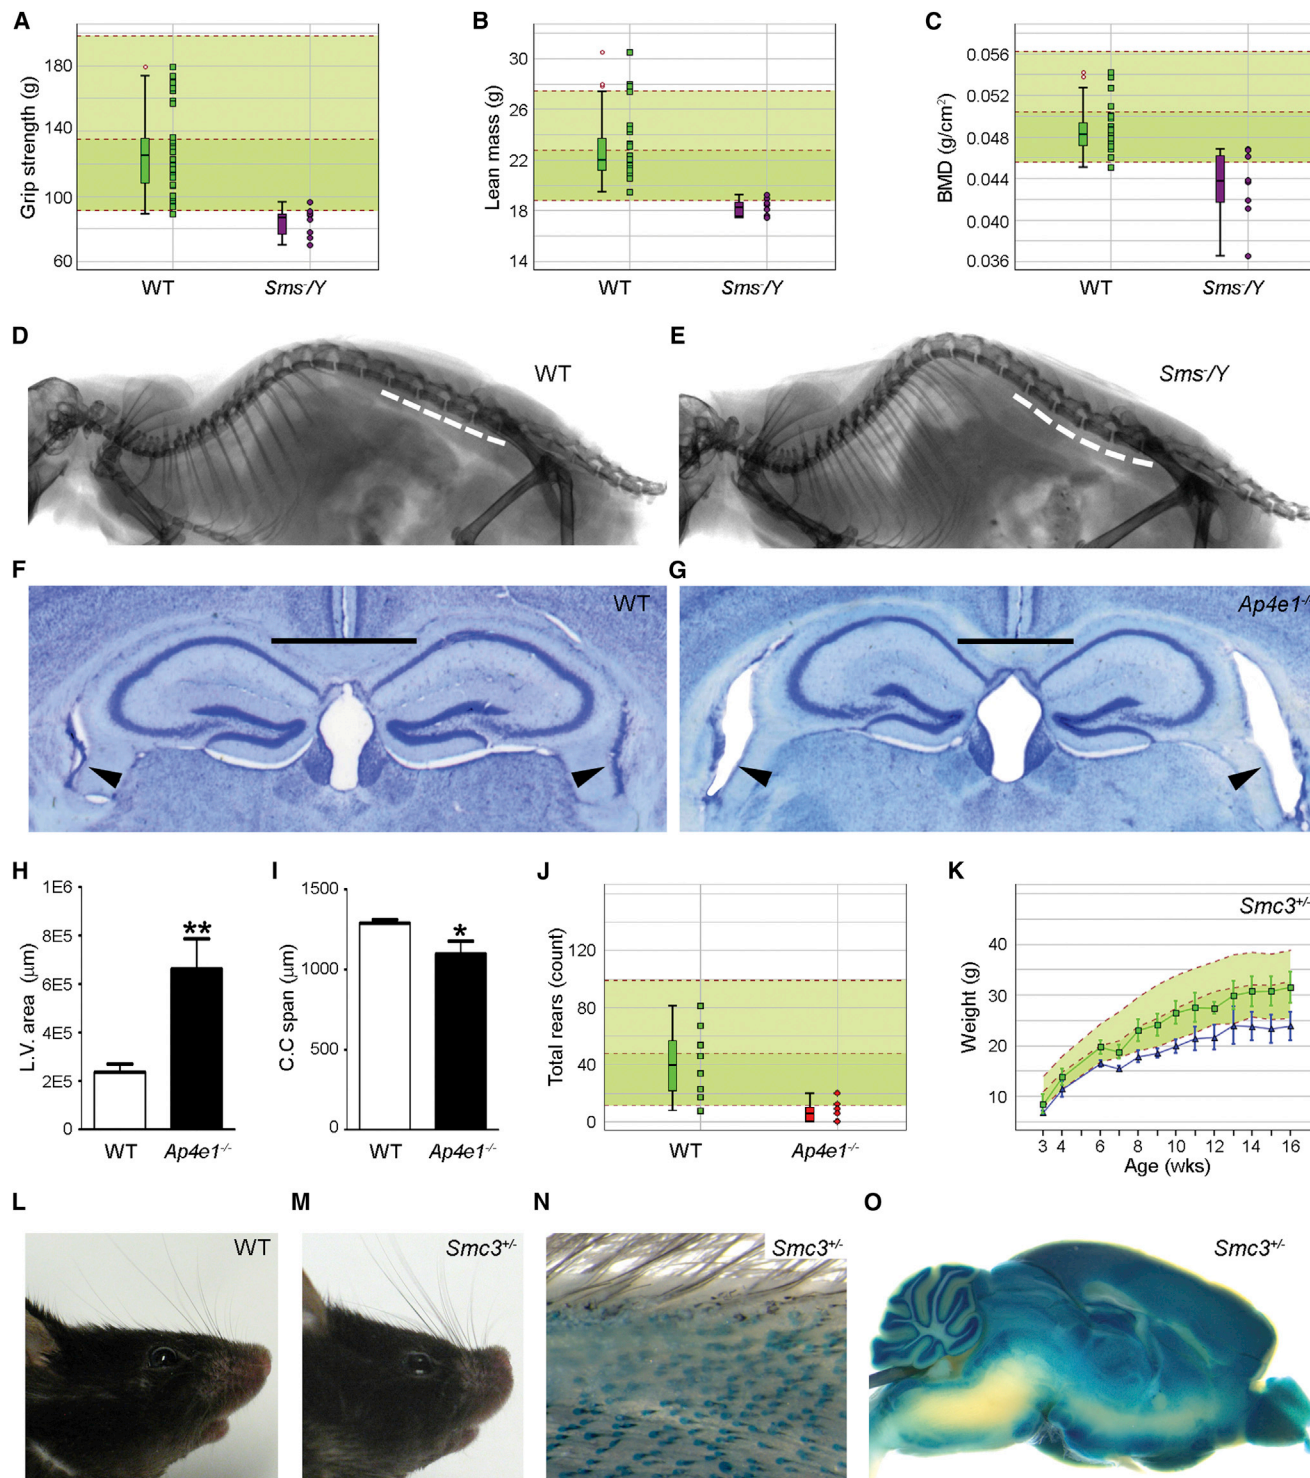 A
Grip strength (g)
180
140
100
60
WT
Sms-/Y
B
Lean mass (g)
30
26
22
18
14
WT
Sms-/Y
C
BMD (g/cm²)
0.056
0.052
0.048
0.044
0.040
0.036
WT
Sms-/Y
D
WT
E
Sms-/Y
F
WT
G
Ap4e1-/-
H
L.V. area (µm)
1E6
8E5
6E5
4E5
2E5
0
**
WT
Ap4e1-/-
I
C.C span (µm)
1500
1000
500
0
*
WT
Ap4e1-/-
J
Total rears (count)
120
80
40
0
WT
Ap4e1-/-
K
Smc3+/-
Weight (g)
40
30
20
10
3 4 6 8 10 12 14 16
Age (wks)
L
WT
M
Smc3+/-
N
Smc3+/-
O
Smc3+/-